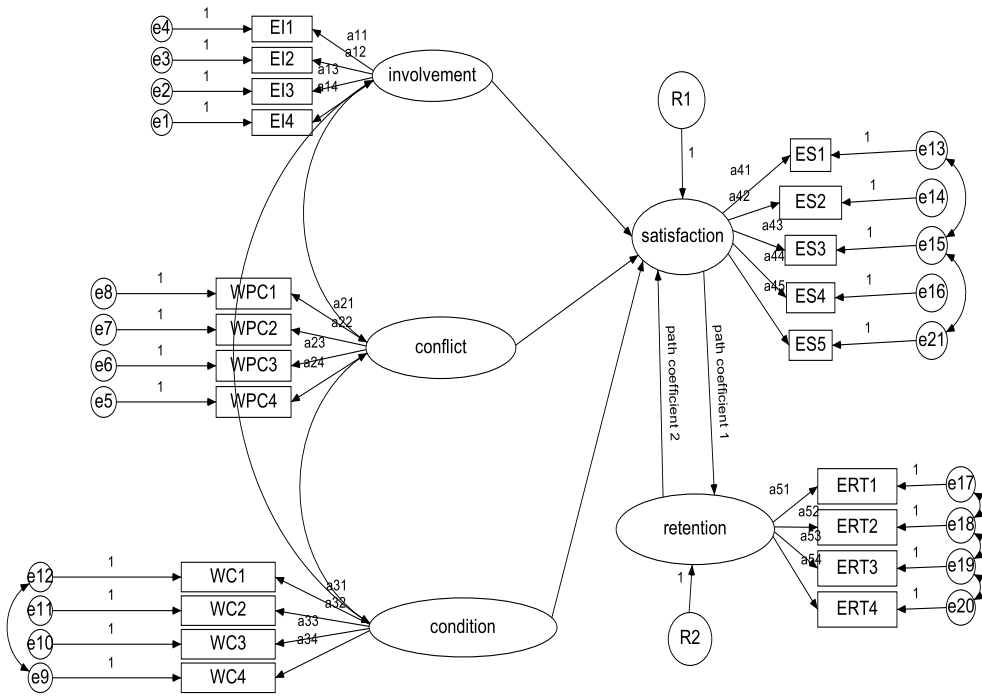 e4 1 EI1 a11
e3 1 EI2 a12
e2 1 EI3 a13
e1 1 EI4 a14
involvement
R1
1
e8 1 WPC1 a21
e7 1 WPC2 a22
e6 1 WPC3 a23
e5 1 WPC4 a24
conflict
satisfaction
a41 ES1 1 e13
a42 ES2 1 e14
a43 ES3 1 e15
a44 ES4 1 e16
a45 ES5 1 e21
path coefficient 2
path coefficient 1
retention
a51 ERT1 1 e17
a52 ERT2 1 e18
a53 ERT3 1 e19
a54 ERT4 1 e20
1
R2
e12 1 WC1 a31
e11 1 WC2 a32
e10 1 WC3 a33
e9 1 WC4 a34
condition